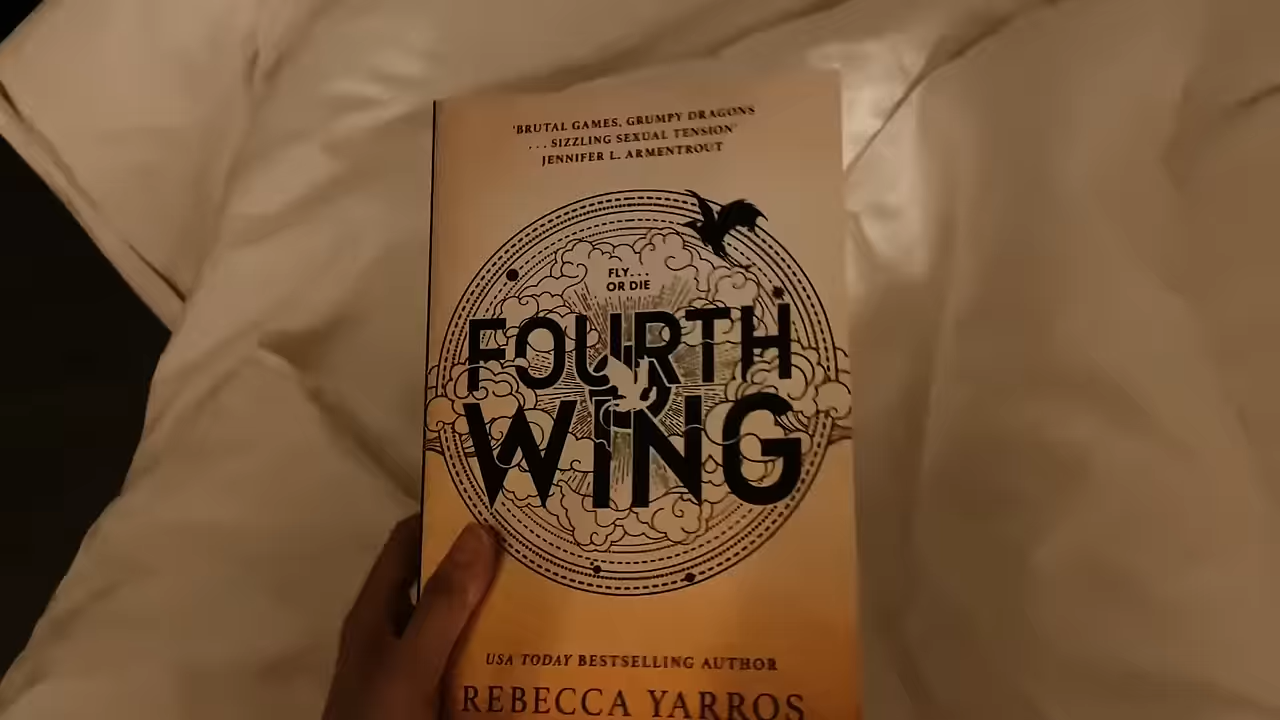 'BRUTAL GAMES, GRUMPY DRAGONS
. . . SIZZLING SEXUAL TENSION'
JENNIFER L. ARMENTROUT
FLY. . .
OR DIE
FOURTH
WING
USA TODAY BESTSELLING AUTHOR
REBECCA YARROS